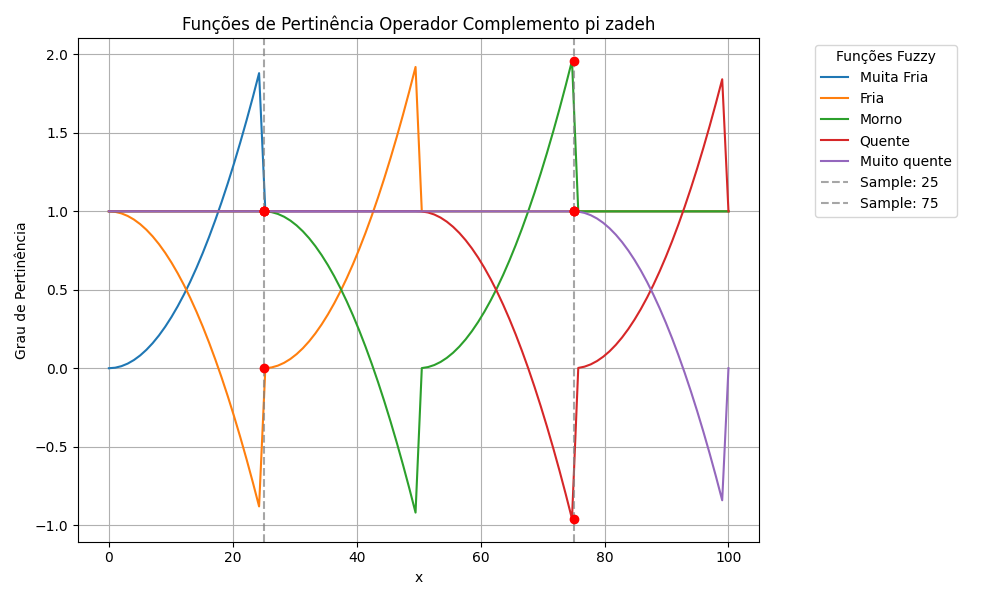 Funções de Pertinência Operador Complemento pi zadeh
Grau de Pertinência
2.0
1.5
1.0
0.5
0.0
−0.5
−1.0
0
20
40
60
80
100
x
Funções Fuzzy
Muita Fria
Fria
Morno
Quente
Muito quente
Sample: 25
Sample: 75